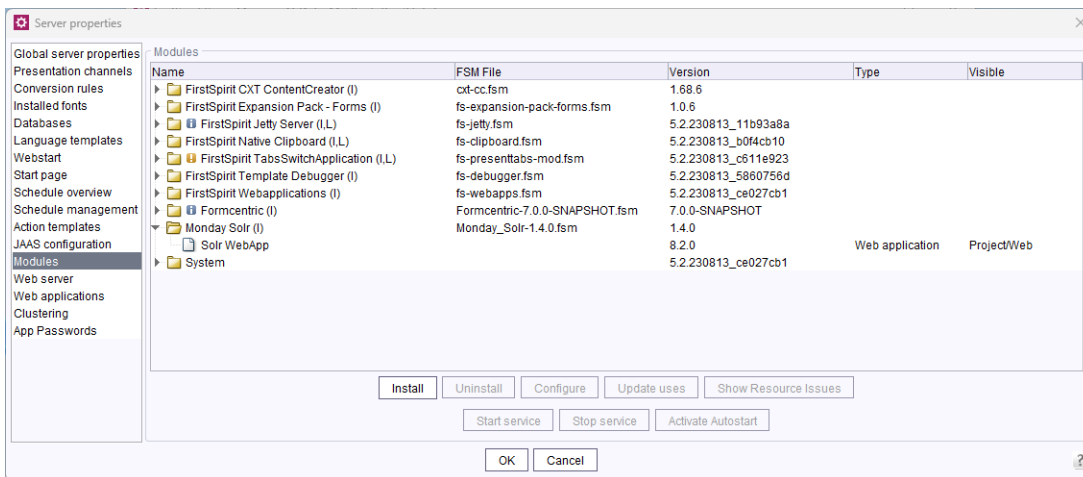 Server properties
Global server properties
Presentation channels
Conversion rules
Installed fonts
Databases
Language templates
Webstart
Start page
Schedule overview
Schedule management
Action templates
JAAS configuration
Modules
Web server
Web applications
Clustering
App Passwords
Modules
Name FSM File Version Type Visible
FirstSpirit CXT ContentCreator (I) cxt-cc.fsm 1.68.6
FirstSpirit Expansion Pack - Forms (I) fs-expansion-pack-forms.fsm 1.0.6
FirstSpirit Jetty Server (I,L) fs-jetty.fsm 5.2.230813_11b93a8a
FirstSpirit Native Clipboard (I,L) fs-clipboard.fsm 5.2.230813_b0f4cb10
FirstSpirit TabsSwitchApplication (I,L) fs-presenttabs-mod.fsm 5.2.230813_c611e923
FirstSpirit Template Debugger (I) fs-debugger.fsm 5.2.230813_5860756d
FirstSpirit Webapplications (I) fs-webapps.fsm 5.2.230813_ce027cb1
Formcentric (I) Formcentric-7.0.0-SNAPSHOT.fsm 7.0.0-SNAPSHOT
Monday Solr (I) Monday_Solr-1.4.0.fsm 1.4.0
Solr WebApp 8.2.0 Web application Project/Web
System 5.2.230813_ce027cb1
Install Uninstall Configure Update uses Show Resource Issues
Start service Stop service Activate Autostart
OK Cancel ?